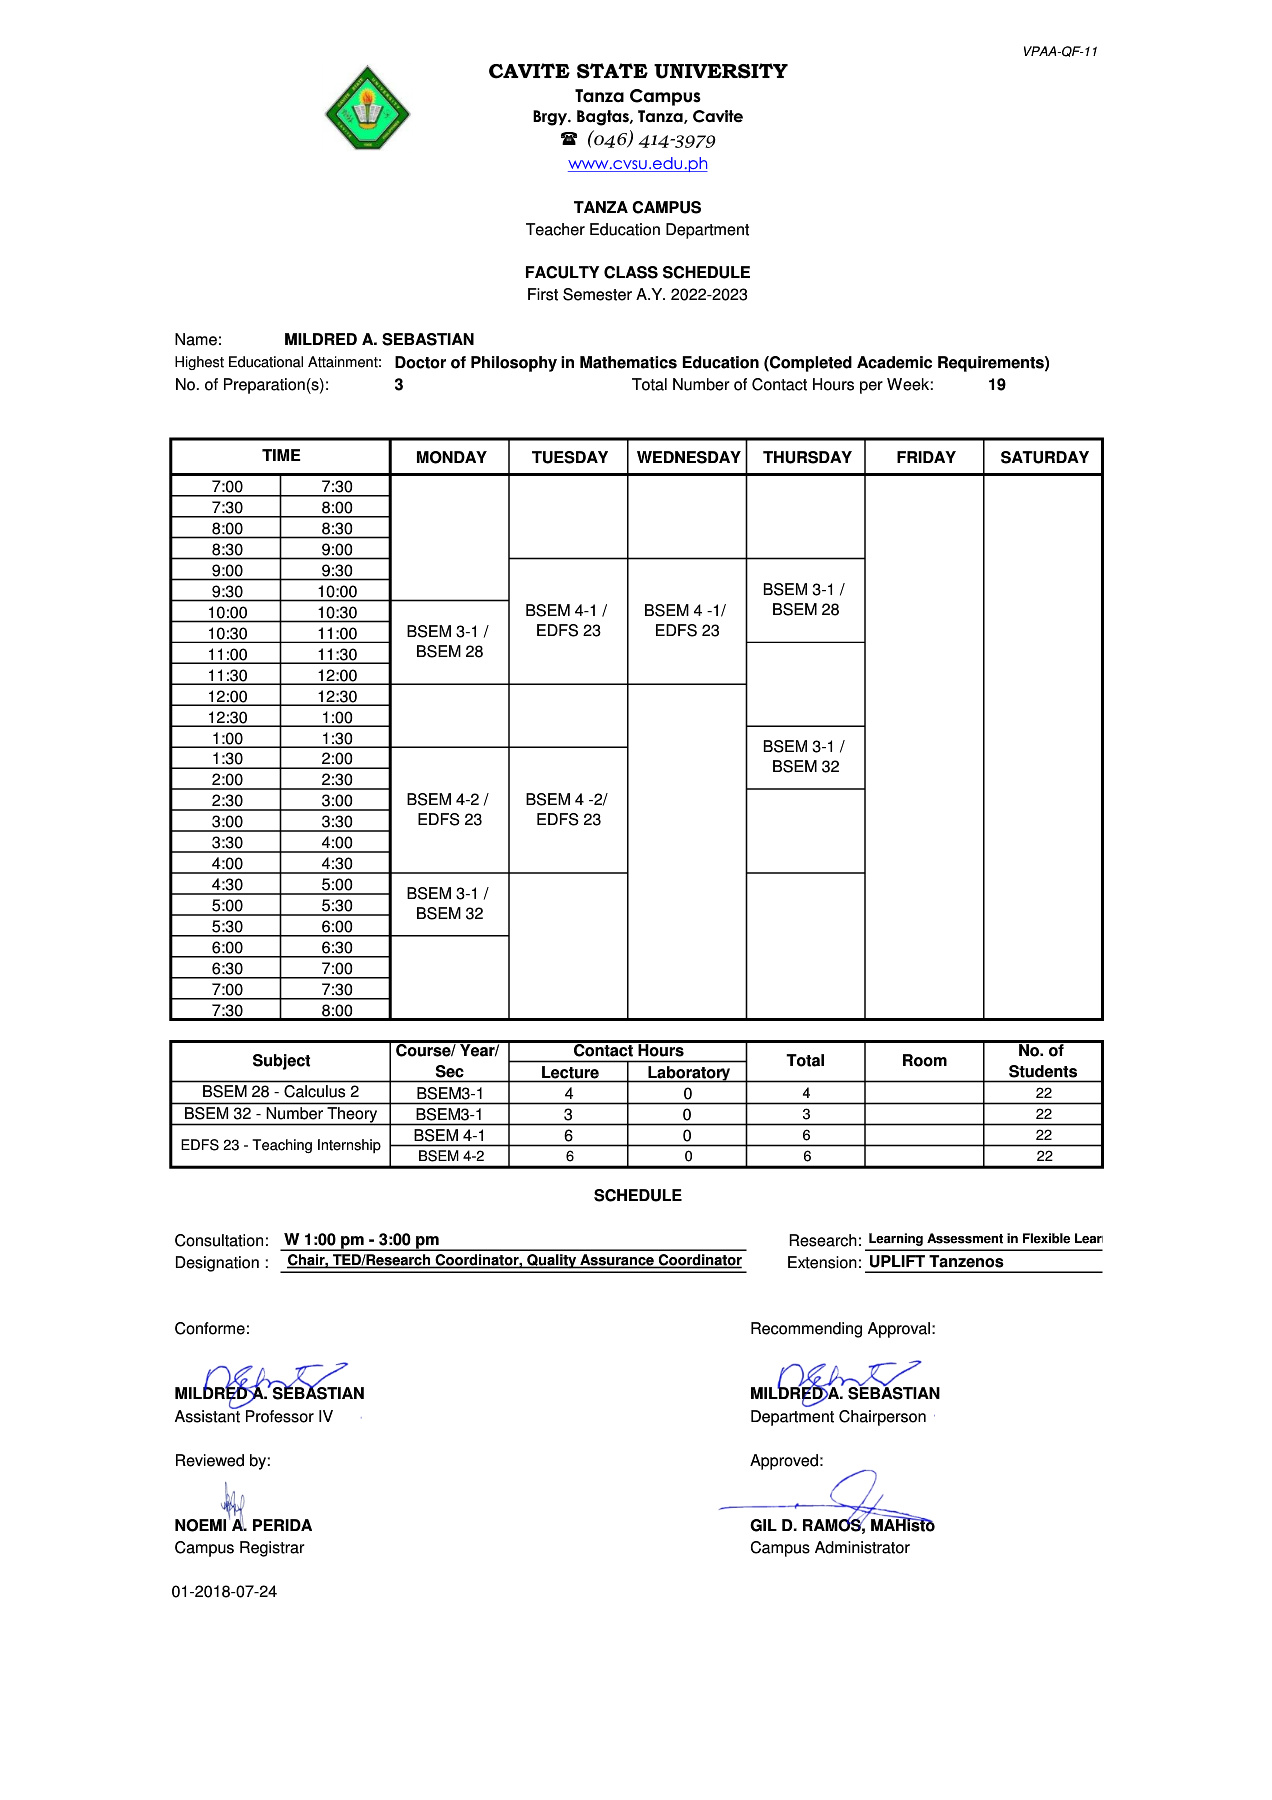 VPAA-QF-11
CAVITE STATE UNIVERSITY
Tanza Campus
Brgy. Bagtas, Tanza, Cavite
☎ (046) 414-3979
www.cvsu.edu.ph
TANZA CAMPUS
Teacher Education Department
FACULTY CLASS SCHEDULE
First Semester A.Y. 2022-2023
Name: MILDRED A. SEBASTIAN
Highest Educational Attainment: Doctor of Philosophy in Mathematics Education (Completed Academic Requirements)
No. of Preparation(s): 3 Total Number of Contact Hours per Week: 19
TIME MONDAY TUESDAY WEDNESDAY THURSDAY FRIDAY SATURDAY
7:00 7:30
7:30 8:00
8:00 8:30
8:30 9:00
9:00 9:30
9:30 10:00
10:00 10:30
10:30 11:00
11:00 11:30
11:30 12:00
12:00 12:30
12:30 1:00
1:00 1:30
1:30 2:00
2:00 2:30
2:30 3:00
3:00 3:30
3:30 4:00
4:00 4:30
4:30 5:00
5:00 5:30
5:30 6:00
6:00 6:30
6:30 7:00
7:00 7:30
7:30 8:00
BSEM 3-1 /
BSEM 28
BSEM 4-2 /
EDFS 23
BSEM 3-1 /
BSEM 32
BSEM 4-1 /
EDFS 23
BSEM 4 -2/
EDFS 23
BSEM 4 -1/
EDFS 23
BSEM 3-1 /
BSEM 28
BSEM 3-1 /
BSEM 32
Subject Course/ Year/ Sec Contact Hours Total Room No. of Students
Lecture Laboratory
BSEM 28 - Calculus 2 BSEM3-1 4 0 4 22
BSEM 32 - Number Theory BSEM3-1 3 0 3 22
EDFS 23 - Teaching Internship BSEM 4-1 6 0 6 22
BSEM 4-2 6 0 6 22
SCHEDULE
Consultation: W 1:00 pm - 3:00 pm Research: Learning Assessment in Flexible Lear
Designation : Chair, TED/Research Coordinator, Quality Assurance Coordinator Extension: UPLIFT Tanzenos
Conforme: Recommending Approval:
MILDRED A. SEBASTIAN MILDRED A. SEBASTIAN
Assistant Professor IV Department Chairperson
Reviewed by: Approved:
NOEMI A. PERIDA GIL D. RAMOS, MAHisto
Campus Registrar Campus Administrator
01-2018-07-24